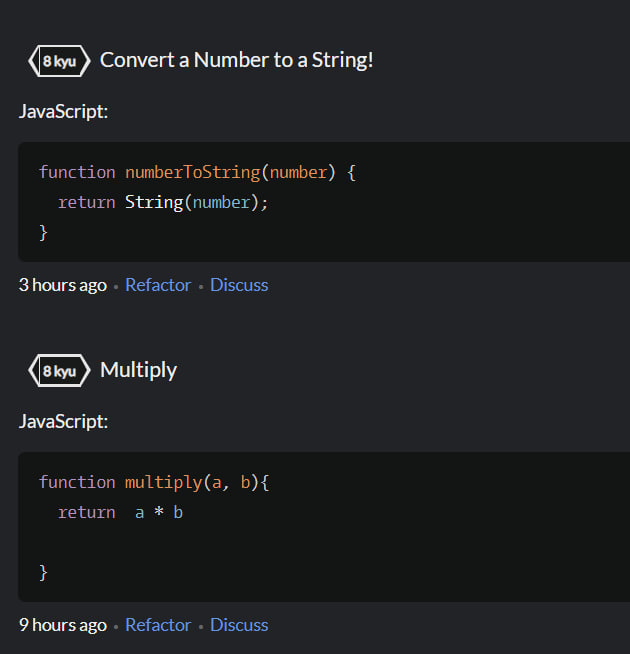 8 kyu Convert a Number to a String!
JavaScript:
function numberToString(number) {
  return String(number);
}
3 hours ago • Refactor • Discuss
8 kyu Multiply
JavaScript:
function multiply(a, b){
  return  a * b
}
9 hours ago • Refactor • Discuss